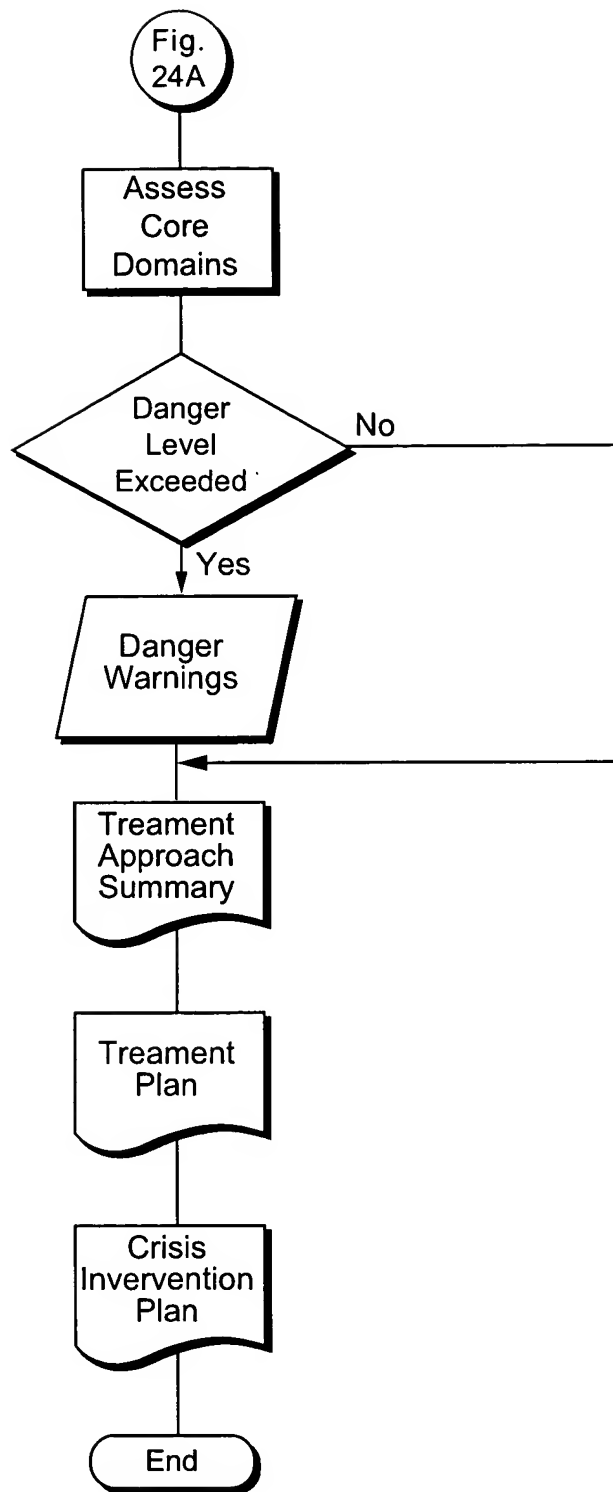 Fig.
24A
Assess
Core
Domains
Danger
Level
Exceeded
No
Yes
Danger
Warnings
Treament
Approach
Summary
Treament
Plan
Crisis
Invervention
Plan
End